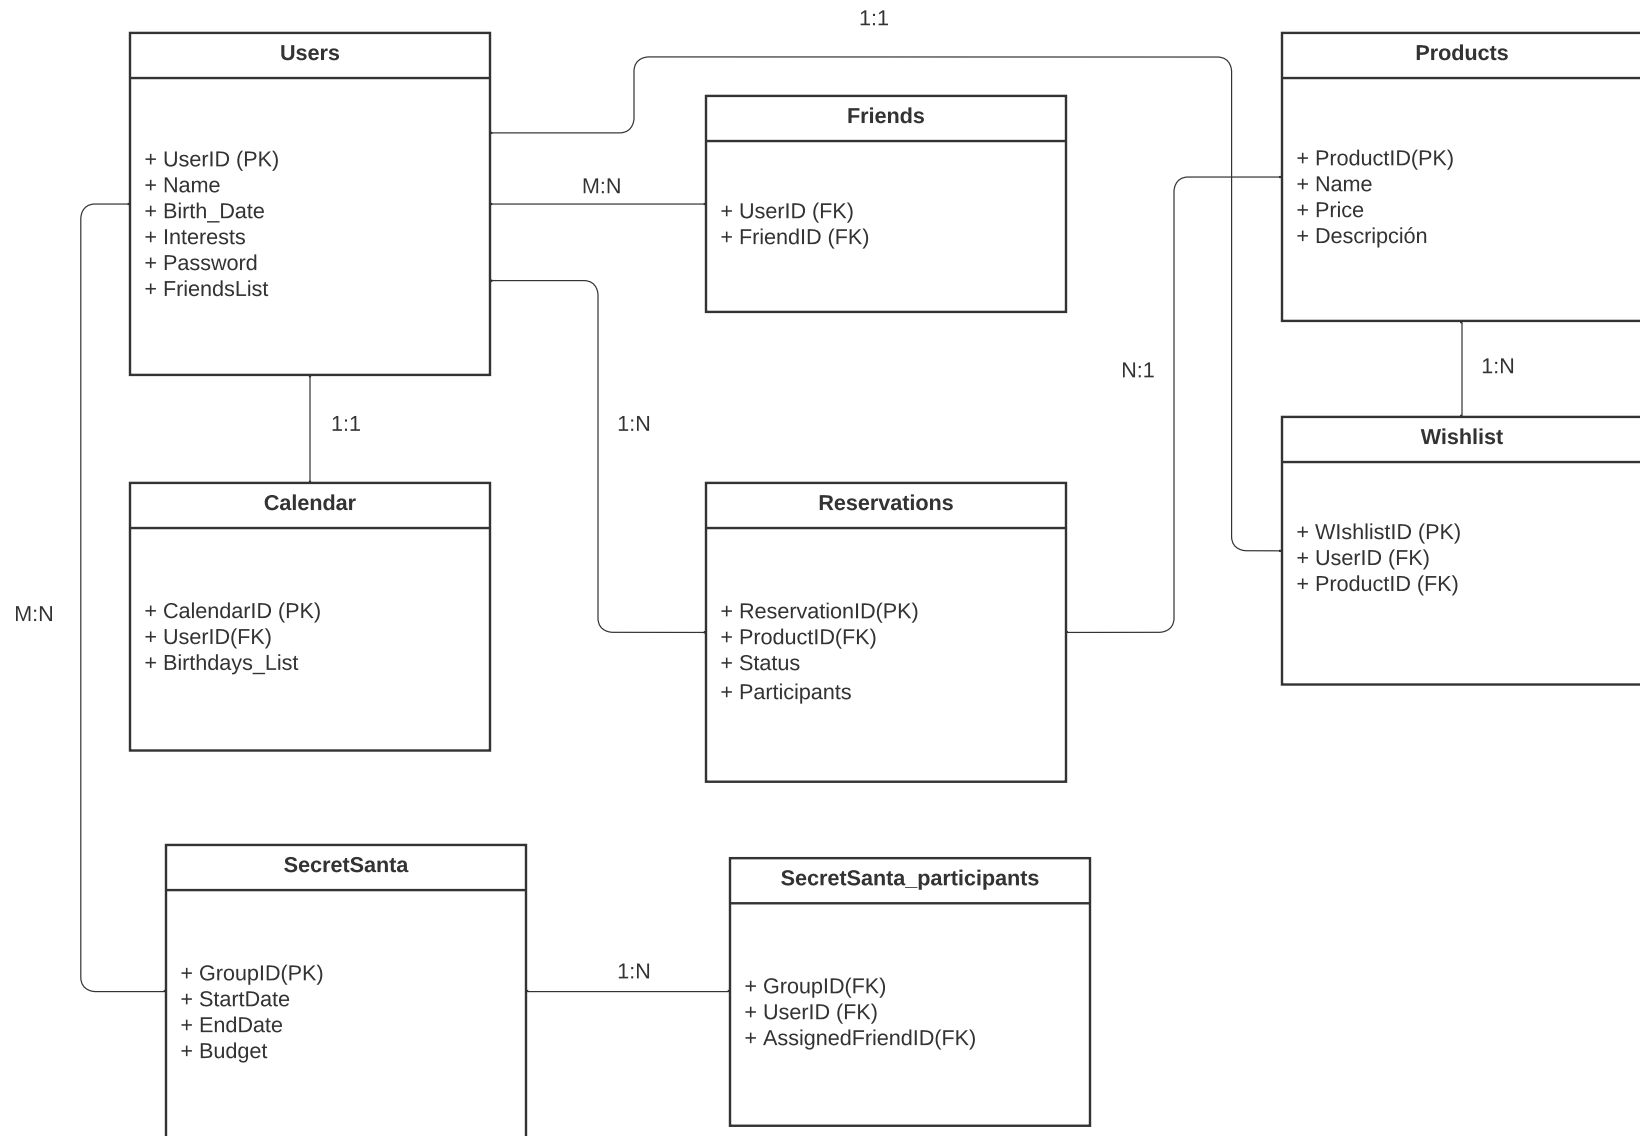 1:1
Users
+ UserID (PK)
+ Name
+ Birth_Date
+ Interests
+ Password
+ FriendsList
M:N
Friends
+ UserID (FK)
+ FriendID (FK)
Products
+ ProductID(PK)
+ Name
+ Price
+ Descripción
N:1
1:N
1:1
1:N
Calendar
+ CalendarID (PK)
+ UserID(FK)
+ Birthdays_List
Reservations
+ ReservationID(PK)
+ ProductID(FK)
+ Status
+ Participants
Wishlist
+ WIshlistID (PK)
+ UserID (FK)
+ ProductID (FK)
M:N
SecretSanta
+ GroupID(PK)
+ StartDate
+ EndDate
+ Budget
1:N
SecretSanta_participants
+ GroupID(FK)
+ UserID (FK)
+ AssignedFriendID(FK)